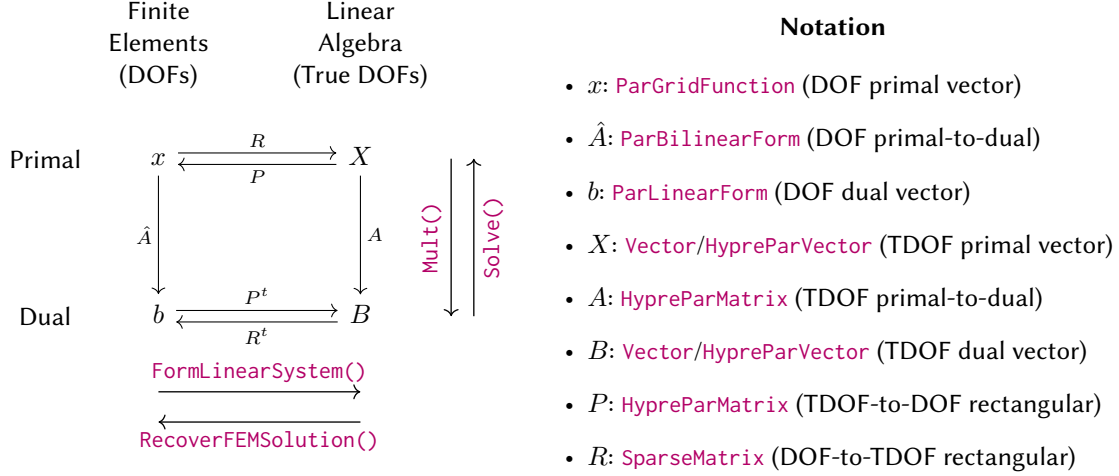 Finite
Elements
(DOFs)
Linear
Algebra
(True DOFs)
Primal
x
R
P
X
Â
A
Mult()
Solve()
Dual
b
P^t
R^t
B
FormLinearSystem()
RecoverFEMSolution()
Notation
• x: ParGridFunction (DOF primal vector)
• Â: ParBilinearForm (DOF primal-to-dual)
• b: ParLinearForm (DOF dual vector)
• X: Vector/HypreParVector (TDOF primal vector)
• A: HypreParMatrix (TDOF primal-to-dual)
• B: Vector/HypreParVector (TDOF dual vector)
• P: HypreParMatrix (TDOF-to-DOF rectangular)
• R: SparseMatrix (DOF-to-TDOF rectangular)